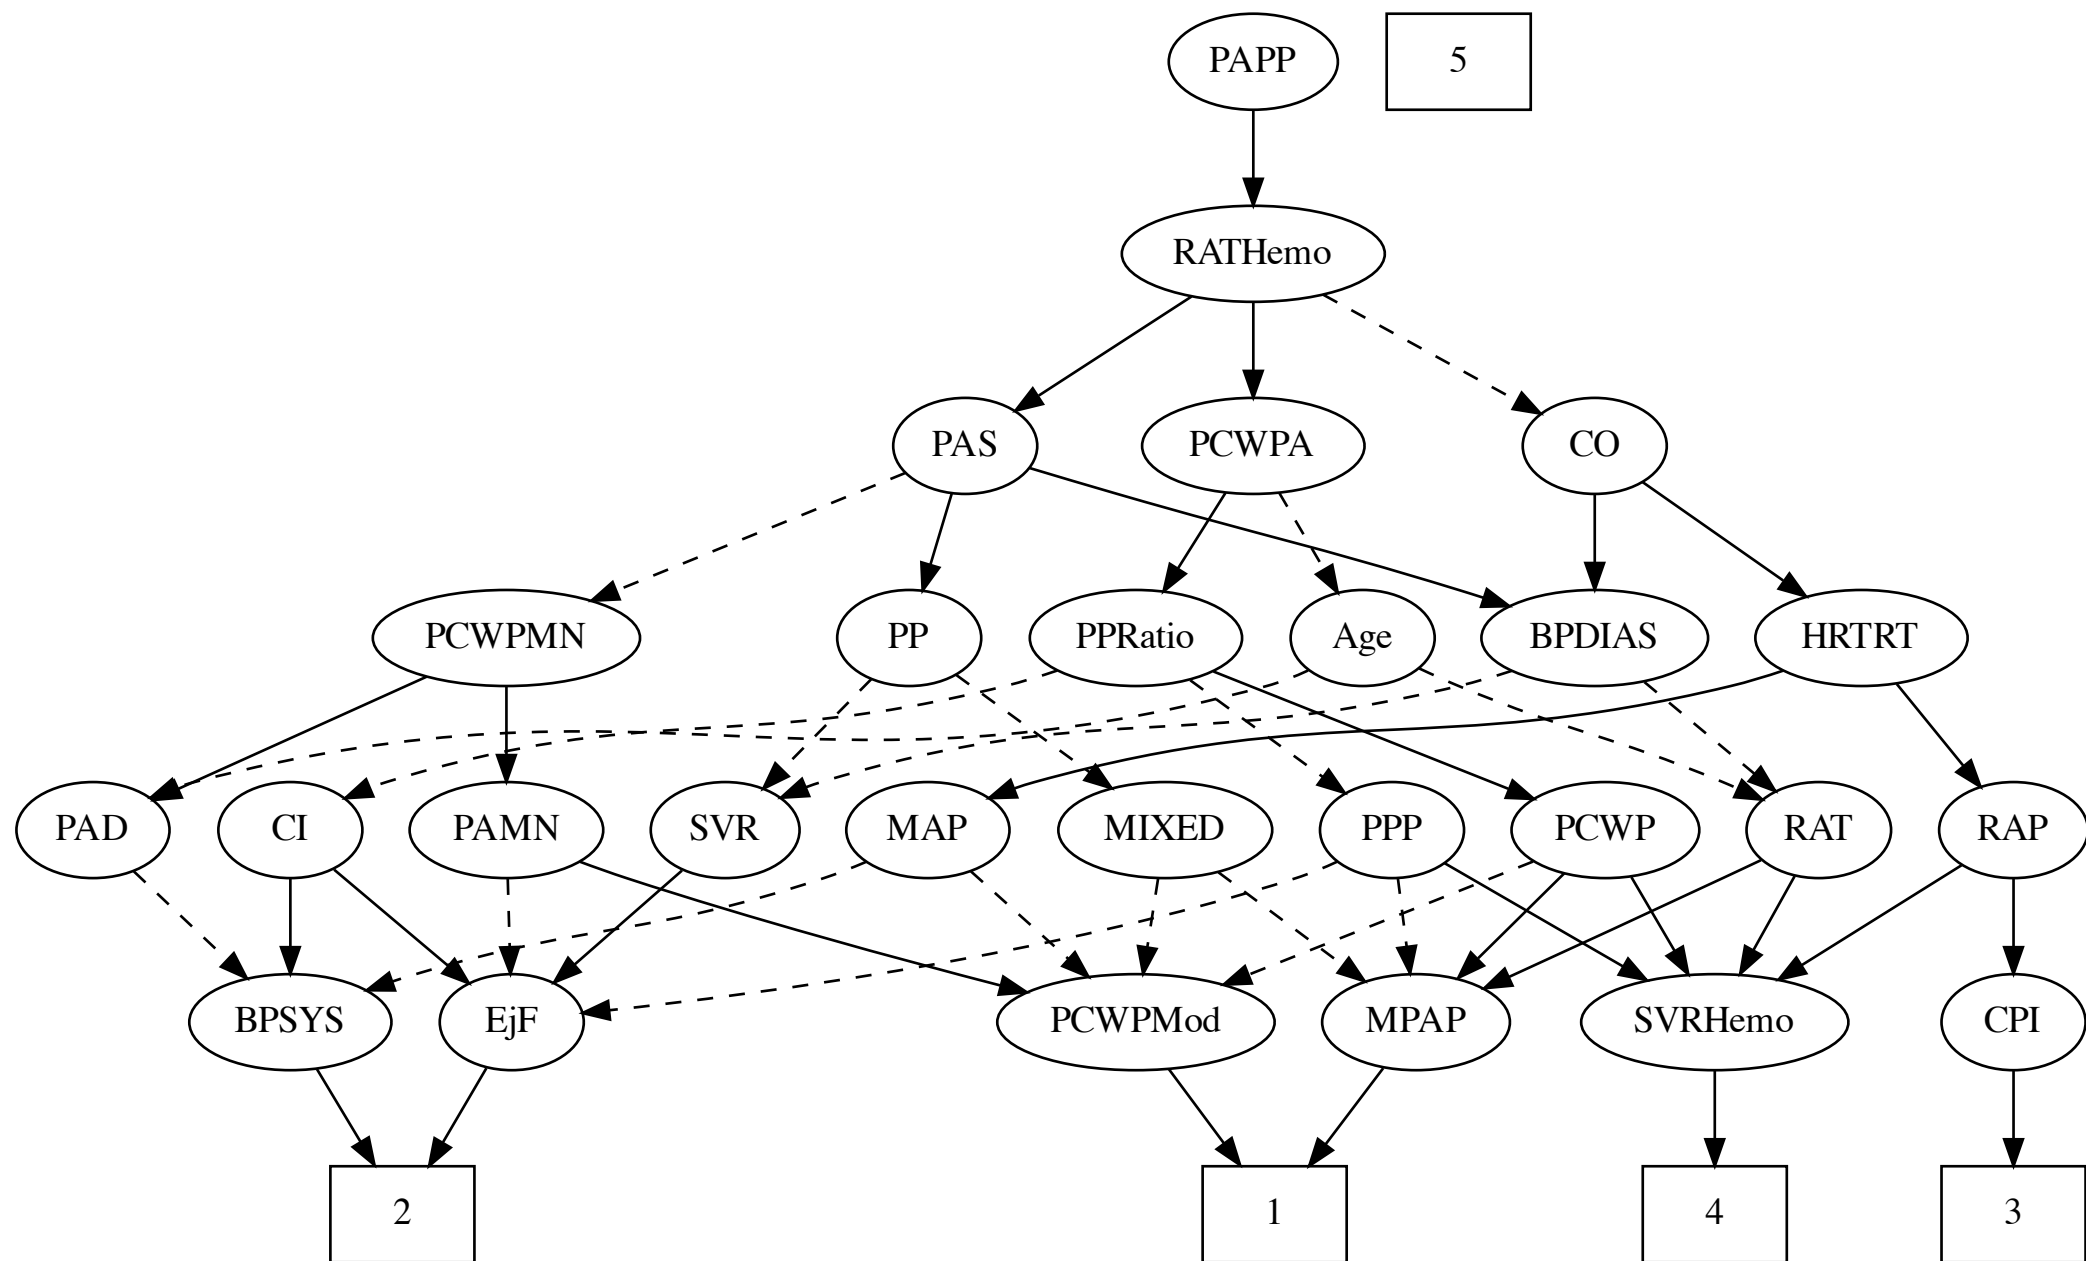 PAPP
5
RATHemo
PAS
PCWPA
CO
PCWPMN
PP
PPRatio
Age
BPDIAS
HRTRT
PAD
CI
PAMN
SVR
MAP
MIXED
PPP
PCWP
RAT
RAP
BPSYS
EjF
PCWPMod
MPAP
SVRHemo
CPI
2
1
4
3